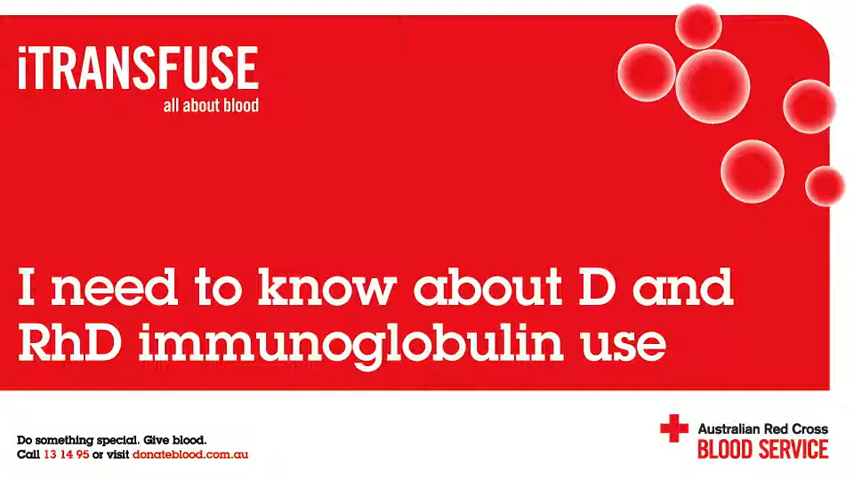 iTRANSFUSE
all about blood
I need to know about D and
RhD immunoglobulin use
Do something special. Give blood.
Call 13 14 95 or visit donateblood.com.au
Australian Red Cross
BLOOD SERVICE